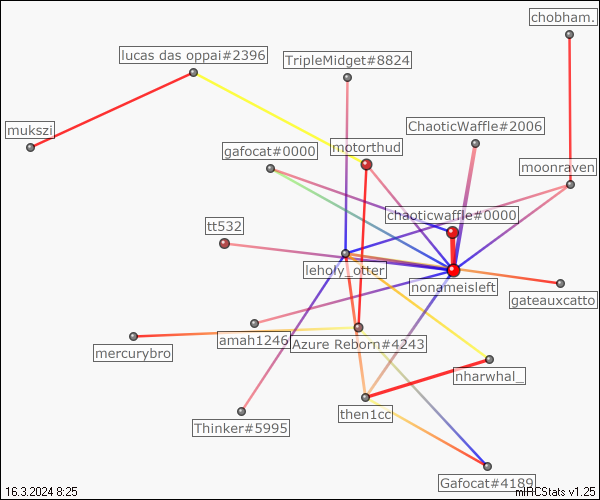 chobham.
lucas das oppai#2396
TripleMidget#8824
mukszi
ChaoticWaffle#2006
gafocat#0000
motorthud
moonraven
chaoticwaffle#0000
tt532
leholy_otter
nonameisleft
gateauxcatto
amah1246
Azure Reborn#4243
mercurybro
nharwhal_
then1cc
Thinker#5995
Gafocat#4189
16.3.2024 8:25
mIRCStats v1.25